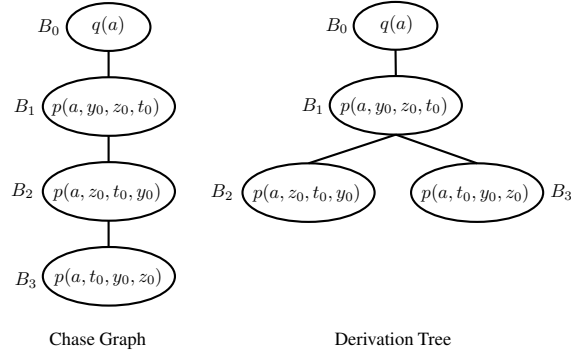 B₀ q(a)
B₁ p(a, y₀, z₀, t₀)
B₂ p(a, z₀, t₀, y₀)
B₃ p(a, t₀, y₀, z₀)
Chase Graph
B₀ q(a)
B₁ p(a, y₀, z₀, t₀)
B₂ p(a, z₀, t₀, y₀) p(a, t₀, y₀, z₀) B₃
Derivation Tree